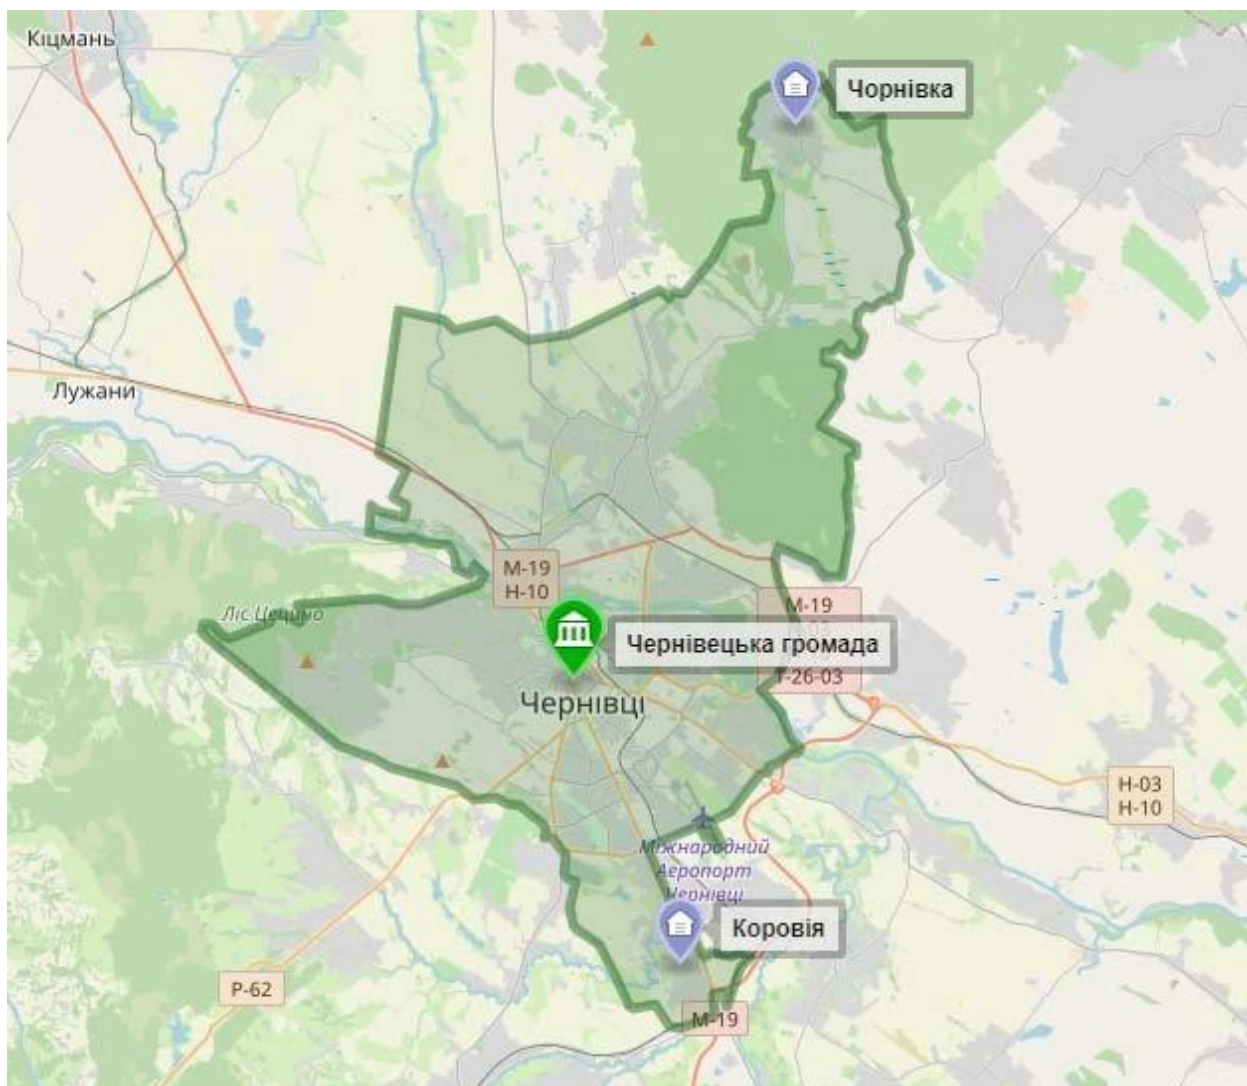 Кіцмань
Чорнівка
Лужани
М-19
Н-10
М-19
Ліс Цецино
Чернівецька громада
Т-26-03
Чернівці
Н-03
Н-10
Міжнародний
Аеропорт
Чернівці
Коровія
Р-62
М-19